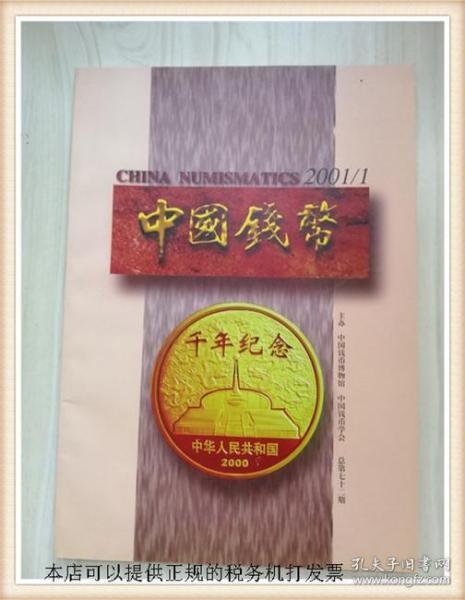 CHINA NUMISMATICS 2001/1
中國錢幣
千年纪念
中华人民共和国
2000
主办 中国钱币博物馆 中国钱币学会 总第七十二期
本店可以提供正规的税务机打发票
孔夫子旧书网
www.kongfz.com